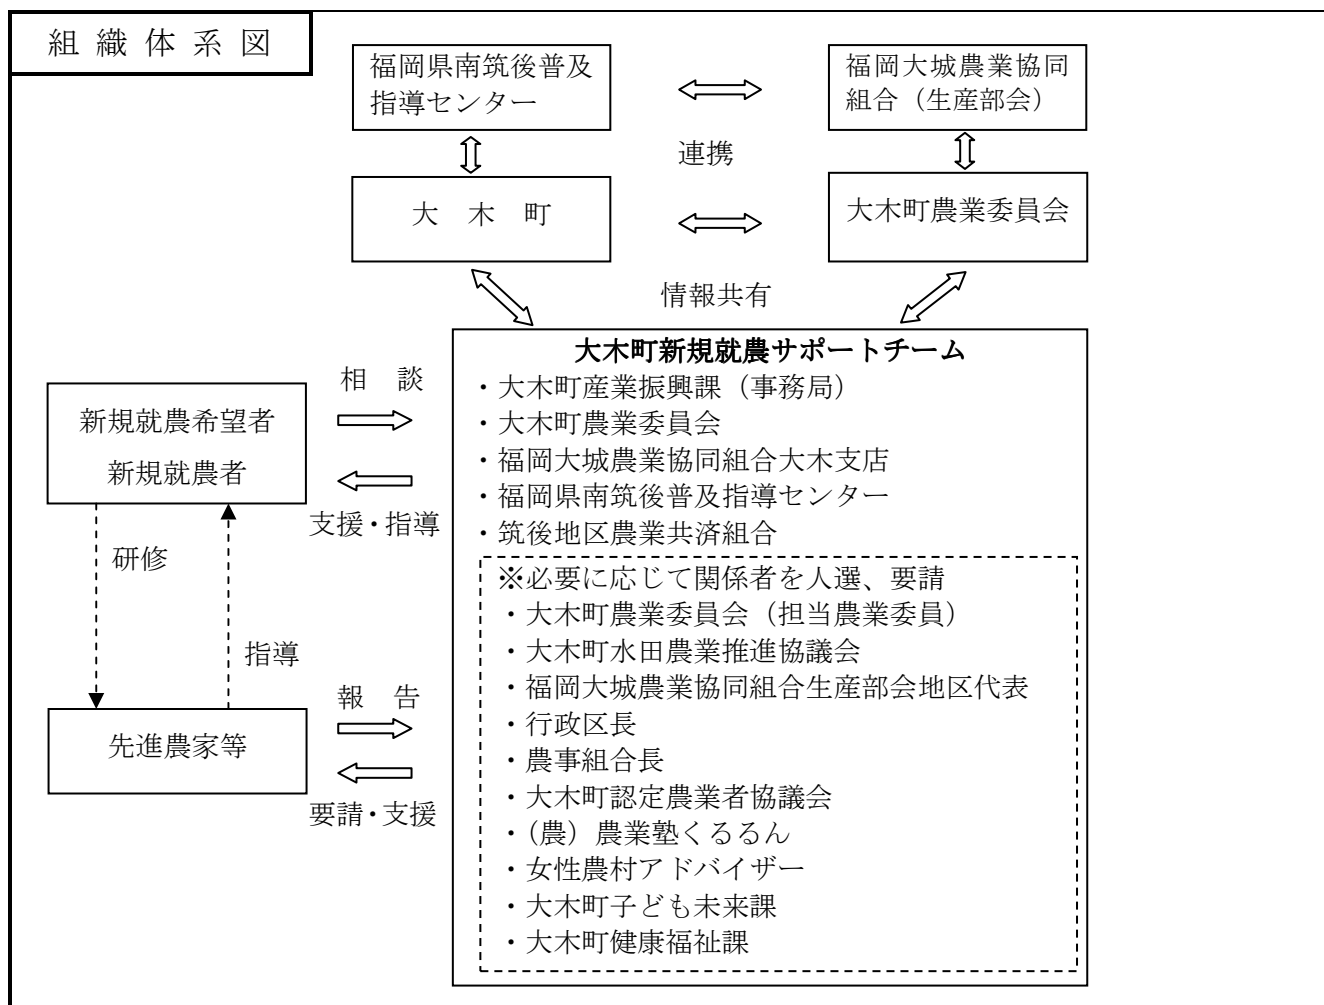 組 織 体 系 図
福岡県南筑後普及
指導センター
福岡大城農業協同
組合（生産部会）
連携
大　木　町
大木町農業委員会
情報共有
大木町新規就農サポートチーム
・大木町産業振興課（事務局）
・大木町農業委員会
・福岡大城農業協同組合大木支店
・福岡県南筑後普及指導センター
・筑後地区農業共済組合
※必要に応じて関係者を人選、要請
・大木町農業委員会（担当農業委員）
・大木町水田農業推進協議会
・福岡大城農業協同組合生産部会地区代表
・行政区長
・農事組合長
・大木町認定農業者協議会
・（農）農業塾くるるん
・女性農村アドバイザー
・大木町子ども未来課
・大木町健康福祉課
相　談
新規就農希望者
新規就農者
支援・指導
研修
指導
報　告
先進農家等
要請・支援